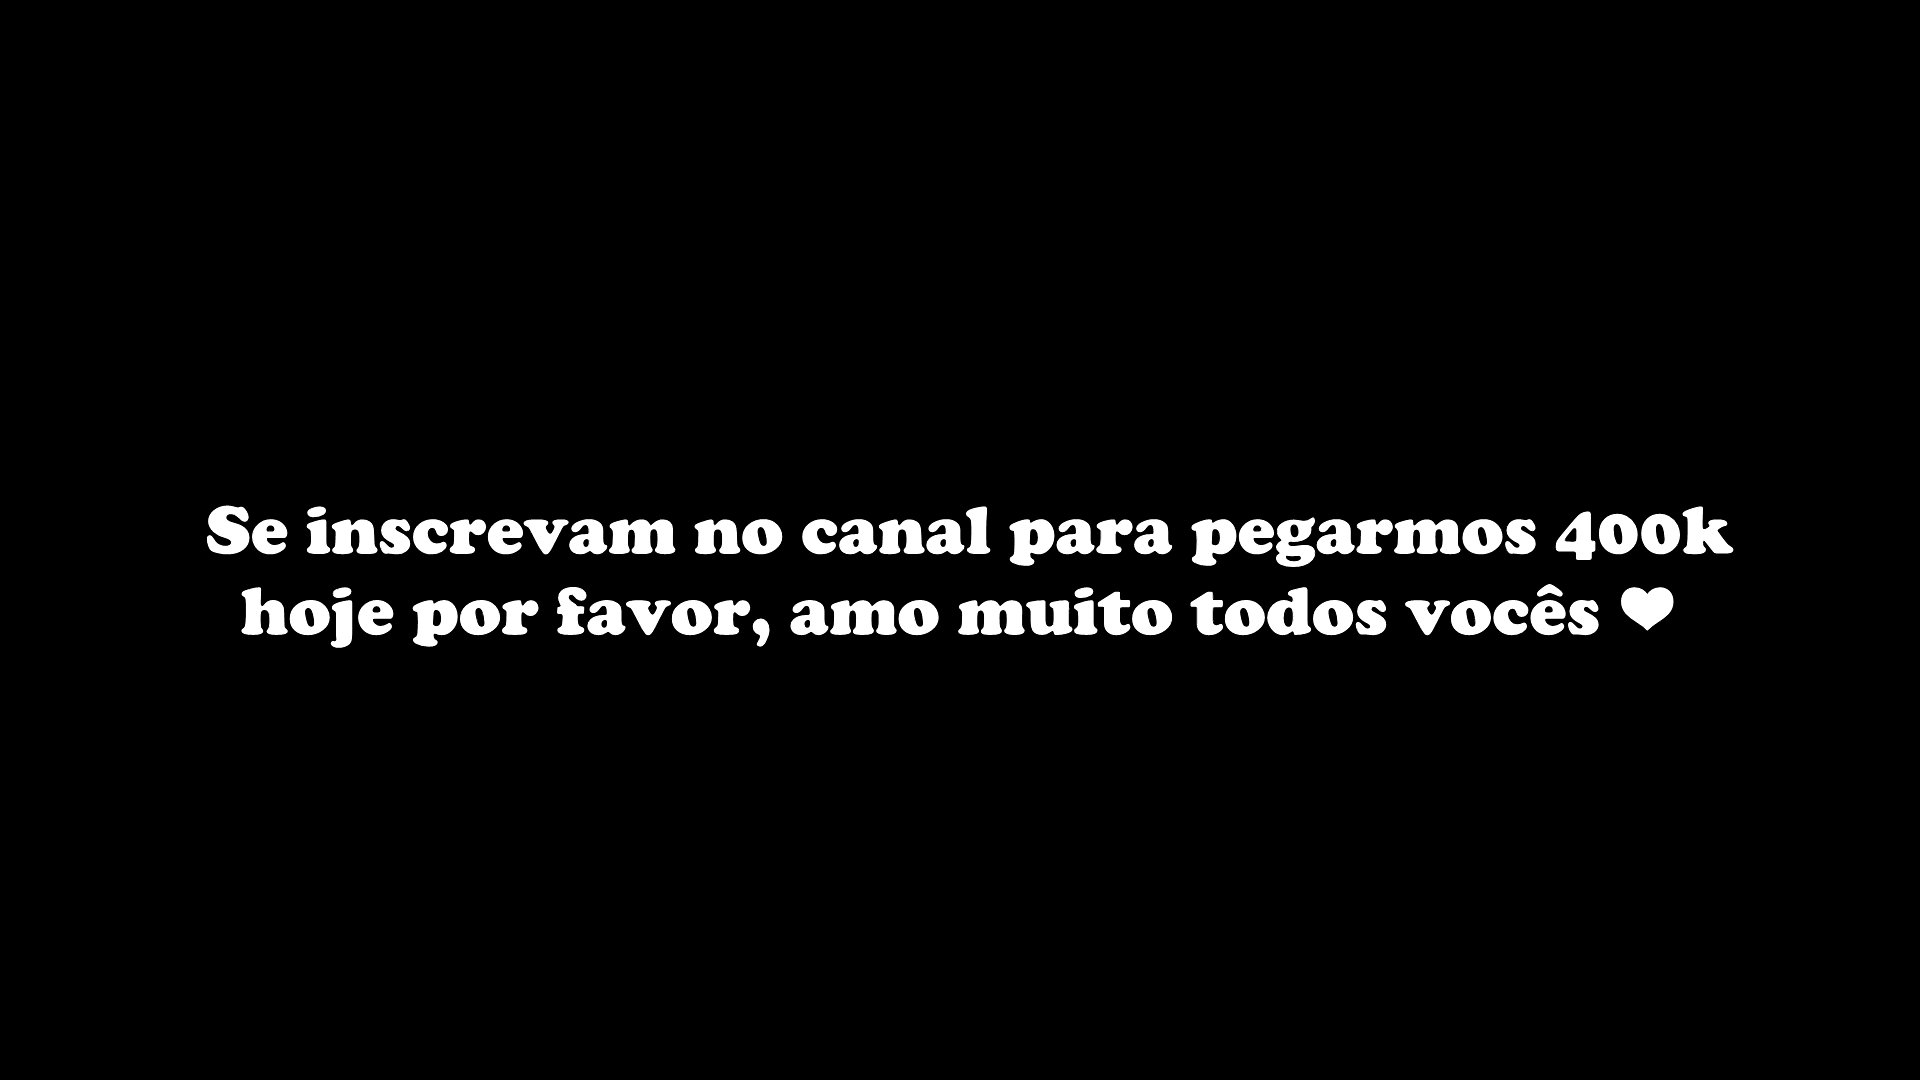 Se inscrevam no canal para pegarmos 400k
hoje por favor, amo muito todos vocês ♥